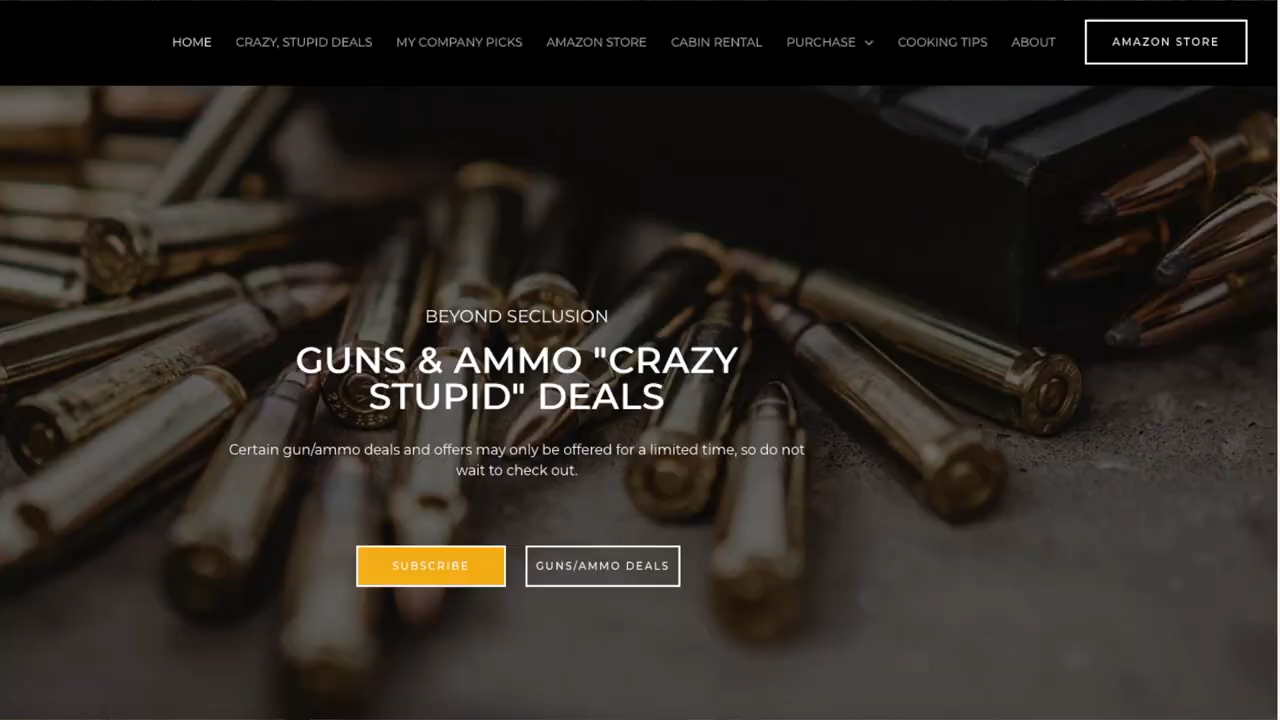 HOME CRAZY, STUPID DEALS MY COMPANY PICKS AMAZON STORE CABIN RENTAL PURCHASE COOKING TIPS ABOUT AMAZON STORE
BEYOND SECLUSION
GUNS & AMMO "CRAZY
STUPID" DEALS
Certain gun/ammo deals and offers may only be offered for a limited time, so do not
wait to check out.
SUBSCRIBE GUNS/AMMO DEALS